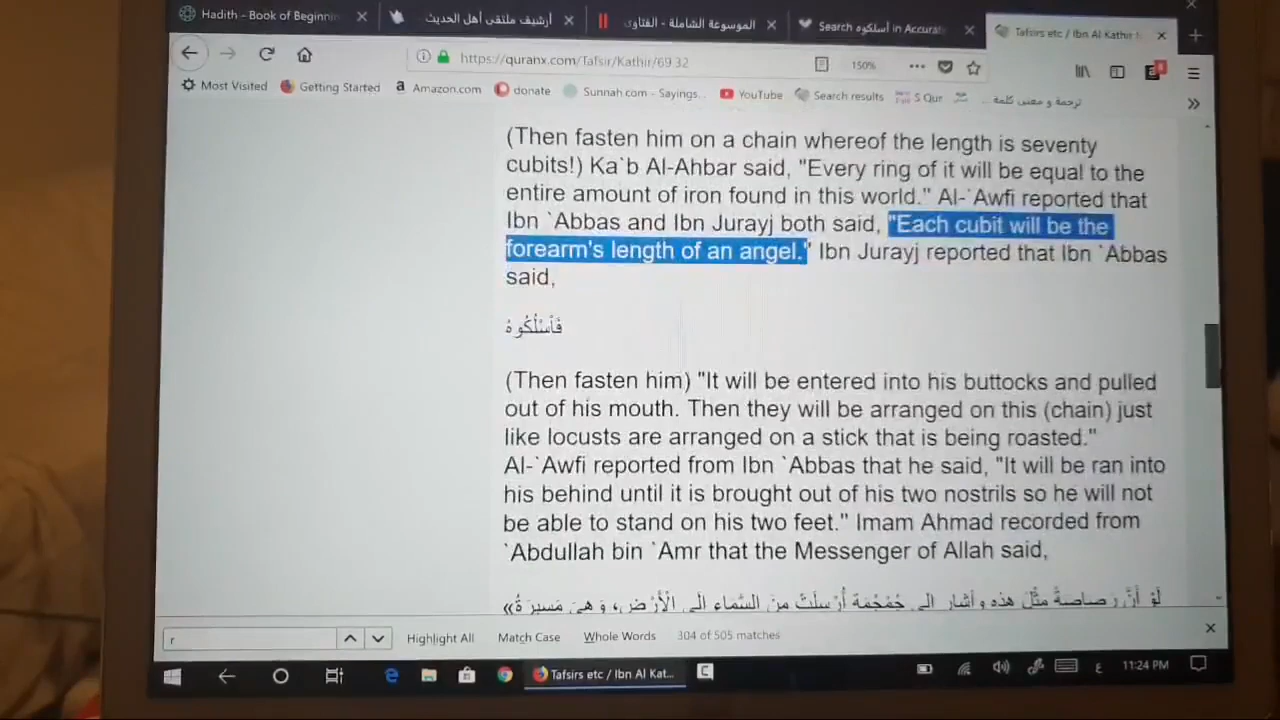 Hadith - Book of Beginnin
أرشيف ملتقى أهل الحديث
الموسوعة الشاملة - الفتاوى
Search أسلكوه in Accurat
Tafsirs etc / Ibn Al Kathir
https://quranx.com/Tafsir/Kathir/69.32
150%
Most Visited
Getting Started
Amazon.com
donate
Sunnah.com - Sayings...
YouTube
Search results
S Qur
ترجمة و معنى كلمة ...
(Then fasten him on a chain whereof the length is seventy
cubits!) Ka`b Al-Ahbar said, "Every ring of it will be equal to the
entire amount of iron found in this world." Al-`Awfi reported that
Ibn `Abbas and Ibn Jurayj both said, "Each cubit will be the
forearm's length of an angel." Ibn Jurayj reported that Ibn `Abbas
said,
فَاسْلُكُوهُ
(Then fasten him) "It will be entered into his buttocks and pulled
out of his mouth. Then they will be arranged on this (chain) just
like locusts are arranged on a stick that is being roasted."
Al-`Awfi reported from Ibn `Abbas that he said, "It will be ran into
his behind until it is brought out of his two nostrils so he will not
be able to stand on his two feet." Imam Ahmad recorded from
`Abdullah bin `Amr that the Messenger of Allah said,
«لَوْ أَنَّ رَصَاصَةً مِثْلَ هَذِهِ وأشار إلى جُمْجُمَةٍ أُرْسِلَتْ مِنَ السَّمَاءِ إِلَى الْأَرْضِ، وَهِيَ مَسِيرَةُ
r
Highlight All
Match Case
Whole Words
304 of 505 matches
Tafsirs etc / Ibn Al Kat...
ع
11:24 PM